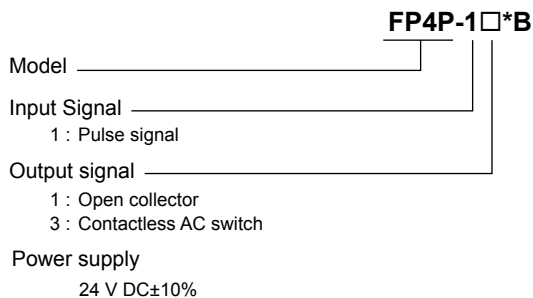 FP4P-1□*B
Model
Input Signal
1 : Pulse signal
Output signal
1 : Open collector
3 : Contactless AC switch
Power supply
24 V DC±10%